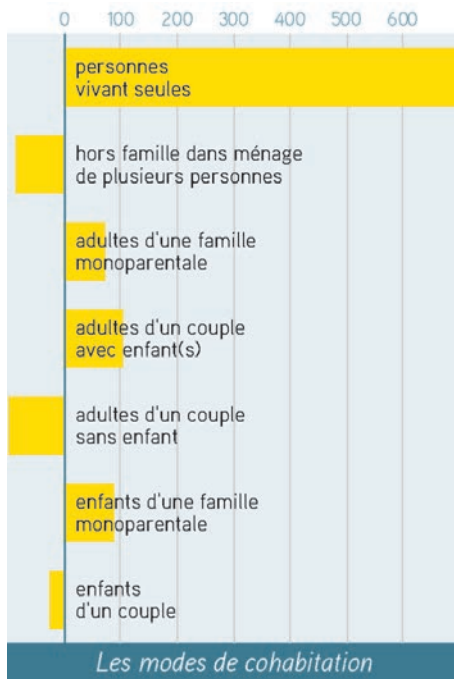 0 100 200 300 400 500 600
personnes
vivant seules
hors famille dans ménage
de plusieurs personnes
adultes d'une famille
monoparentale
adultes d'un couple
avec enfant(s)
adultes d'un couple
sans enfant
enfants d'une famille
monoparentale
enfants
d'un couple
Les modes de cohabitation